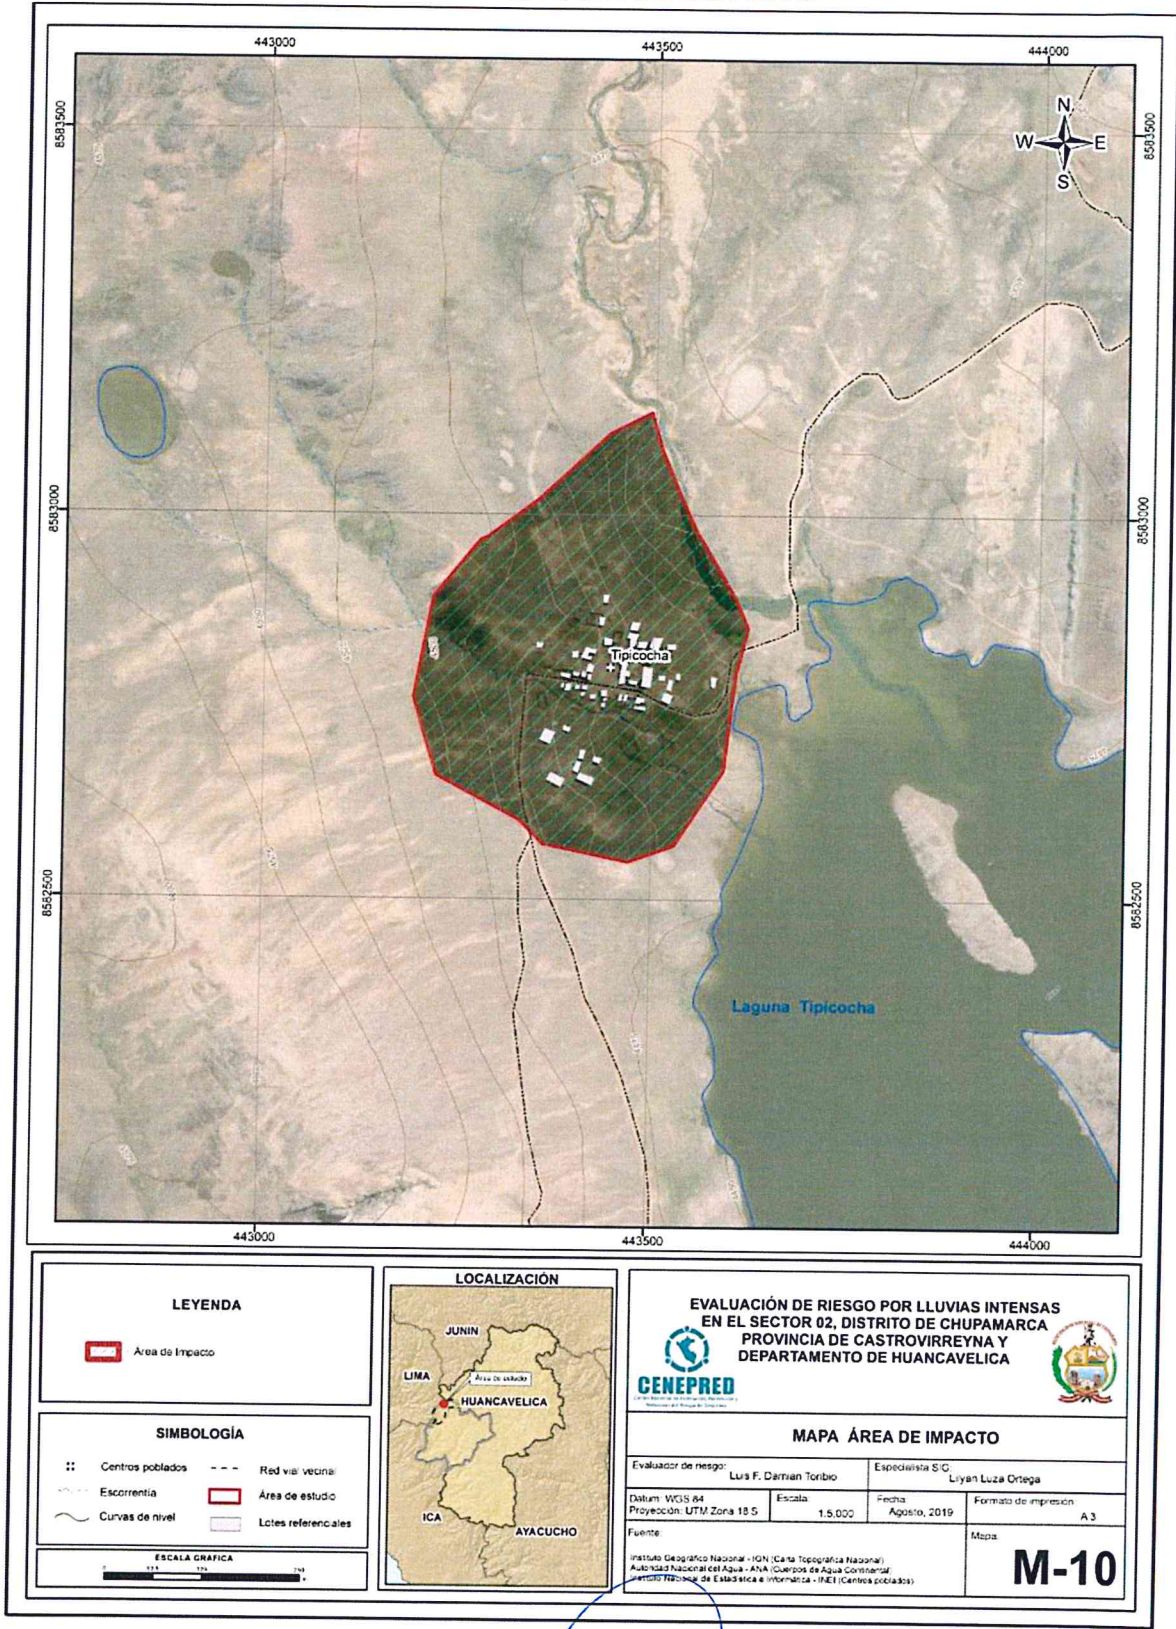 443000
443500
444000
8583500
8583500
N
W
E
S
8583000
8583000
Tipicocha
8582500
8582500
Laguna Tipicocha
443000
443500
444000
LEYENDA
Área de Impacto
SIMBOLOGÍA
Centros poblados
Red vial vecinal
Escorrentia
Área de estudio
Curvas de nivel
Lotes referenciales
ESCALA GRÁFICA
LOCALIZACIÓN
JUNIN
LIMA
Área de estudio
HUANCAVELICA
ICA
AYACUCHO
EVALUACIÓN DE RIESGO POR LLUVIAS INTENSAS
EN EL SECTOR 02, DISTRITO DE CHUPAMARCA
PROVINCIA DE CASTROVIRREYNA Y
DEPARTAMENTO DE HUANCAVELICA
CENEPRED
MAPA ÁREA DE IMPACTO
Evaluador de riesgo:
Luis F. Damian Toribio
Especialista SIG:
Lilyan Luza Ortega
Datum: WGS 84
Proyección: UTM Zona 18 S
Escala:
1:5,000
Fecha:
Agosto, 2019
Formato de impresión:
A3
Fuente:
Instituto Geográfico Nacional - IGN (Carta Topográfica Nacional)
Autoridad Nacional del Agua - ANA (Cuerpos de Agua Continental)
Instituto Nacional de Estadística e Informática - INEI (Centros poblados)
Mapa:
M-10